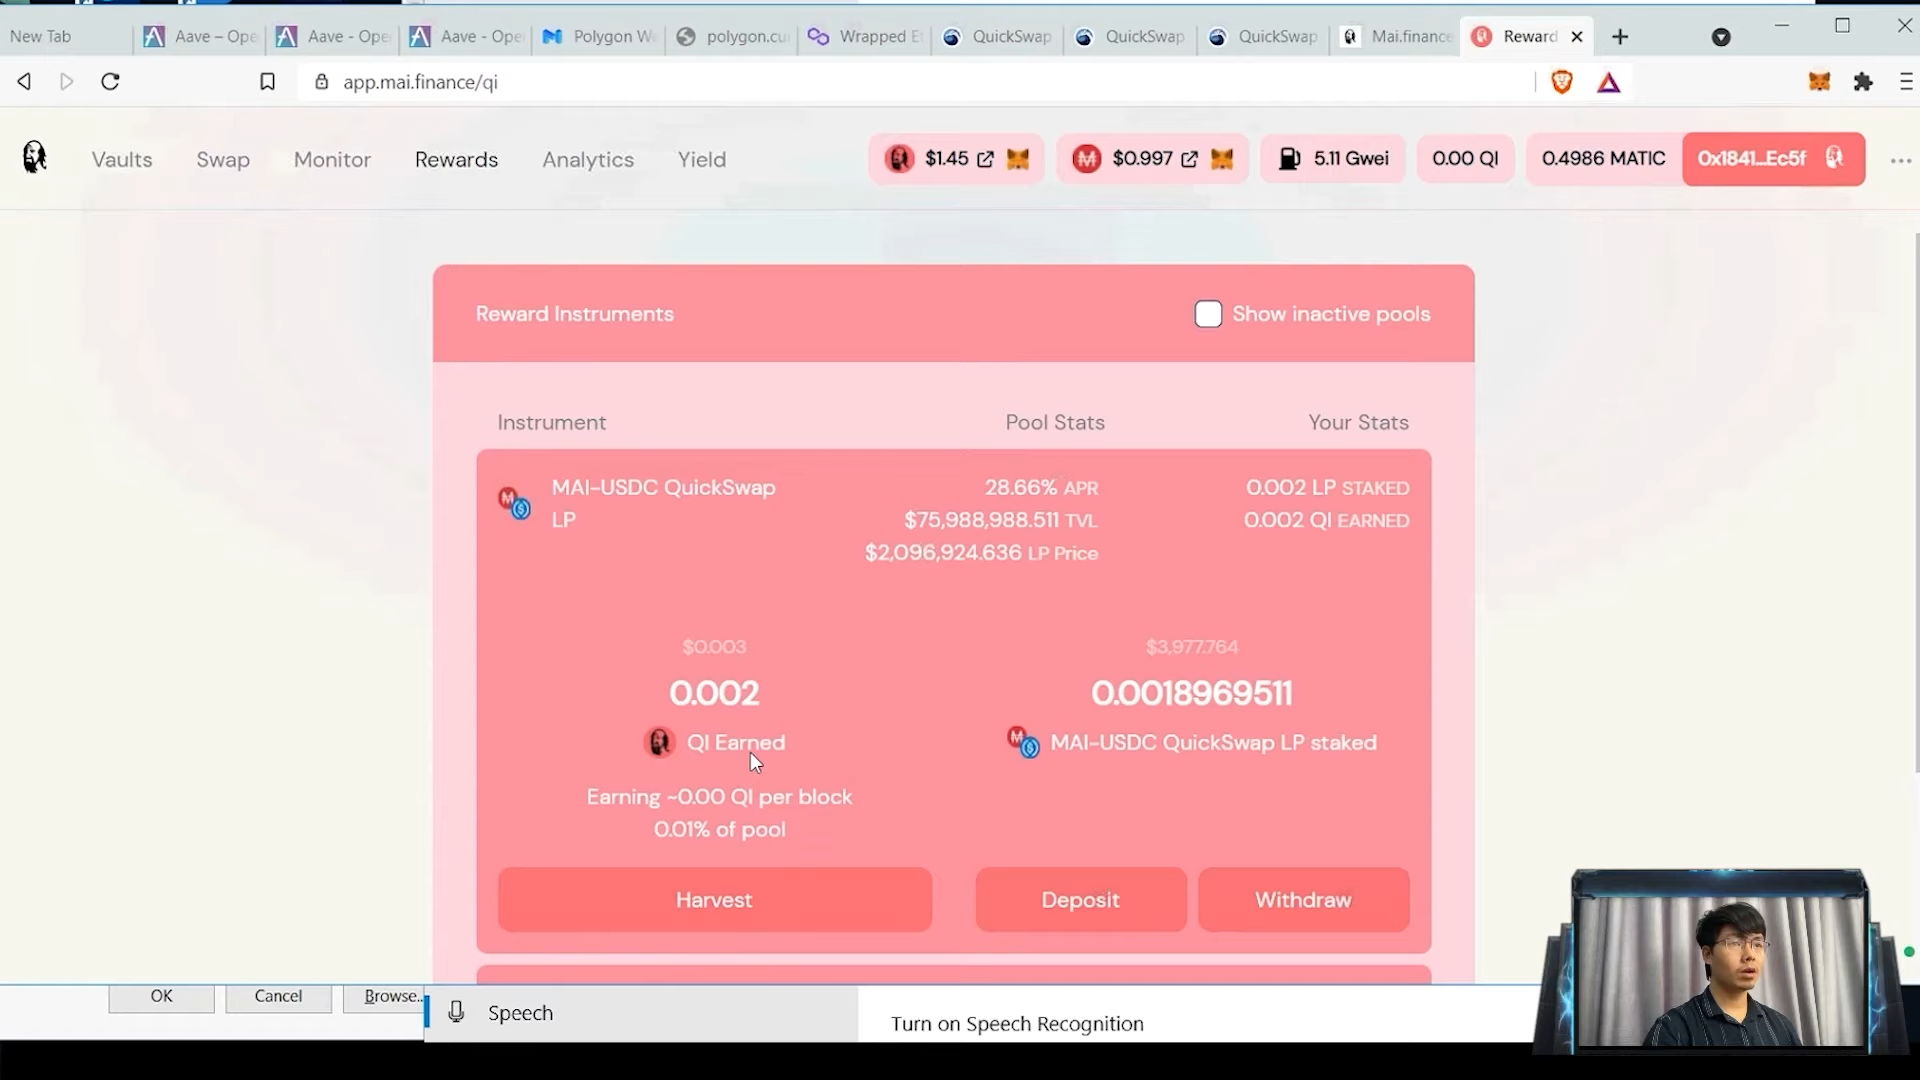 New Tab
Aave – Ope
Aave - Ope
Aave - Ope
Polygon W
polygon.cu
Wrapped Et
QuickSwap
QuickSwap
QuickSwap
Mai.finance
Reward
app.mai.finance/qi
Vaults
Swap
Monitor
Rewards
Analytics
Yield
$1.45
$0.997
5.11 Gwei
0.00 QI
0.4986 MATIC
0x1841...Ec5f
Reward Instruments
Show inactive pools
Instrument
Pool Stats
Your Stats
MAI-USDC QuickSwap
LP
28.66% APR
$75,988,988.511 TVL
$2,096,924.636 LP Price
0.002 LP STAKED
0.002 QI EARNED
$0.003
0.002
QI Earned
Earning ~0.00 QI per block
0.01% of pool
$3,977.764
0.0018969511
MAI-USDC QuickSwap LP staked
Harvest
Deposit
Withdraw
OK
Cancel
Browse..
Speech
Turn on Speech Recognition